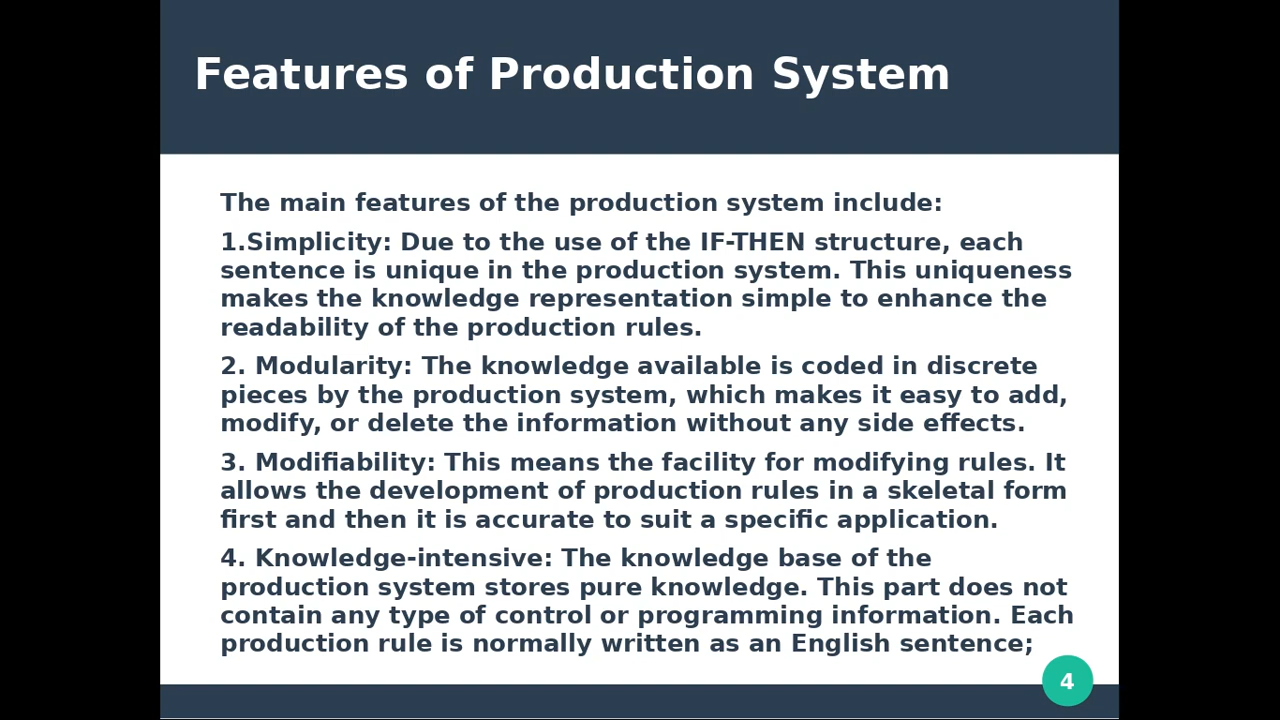 Features of Production System
The main features of the production system include:
1.Simplicity: Due to the use of the IF-THEN structure, each
sentence is unique in the production system. This uniqueness
makes the knowledge representation simple to enhance the
readability of the production rules.
2. Modularity: The knowledge available is coded in discrete
pieces by the production system, which makes it easy to add,
modify, or delete the information without any side effects.
3. Modifiability: This means the facility for modifying rules. It
allows the development of production rules in a skeletal form
first and then it is accurate to suit a specific application.
4. Knowledge-intensive: The knowledge base of the
production system stores pure knowledge. This part does not
contain any type of control or programming information. Each
production rule is normally written as an English sentence;
4